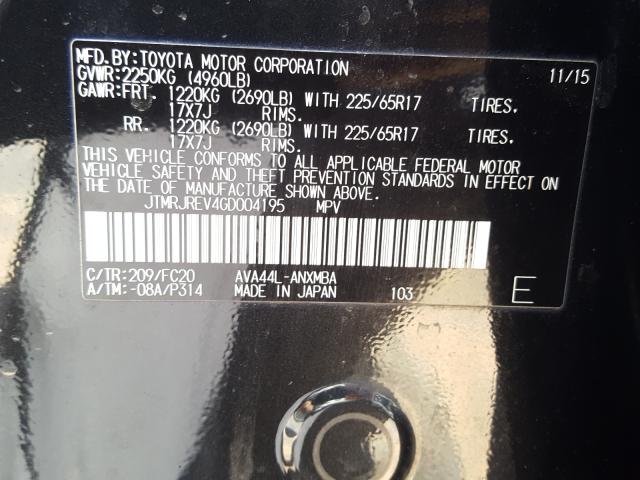 MFD.BY:TOYOTA MOTOR CORPORATION 11/15
GVWR:2250KG (4960LB)
GAWR:FRT. 1220KG (2690LB) WITH 225/65R17 TIRES,
17X7J RIMS.
RR. 1220KG (2690LB) WITH 225/65R17 TIRES,
17X7J RIMS.
THIS VEHICLE CONFORMS TO ALL APPLICABLE FEDERAL MOTOR
VEHICLE SAFETY AND THEFT PREVENTION STANDARDS IN EFFECT ON
THE DATE OF MANUFACTURE SHOWN ABOVE.
JTMRJREV4GD004195 MPV
C/TR:209/FC20 AVA44L-ANXMBA
A/TM:-08A/P314 MADE IN JAPAN 103 E